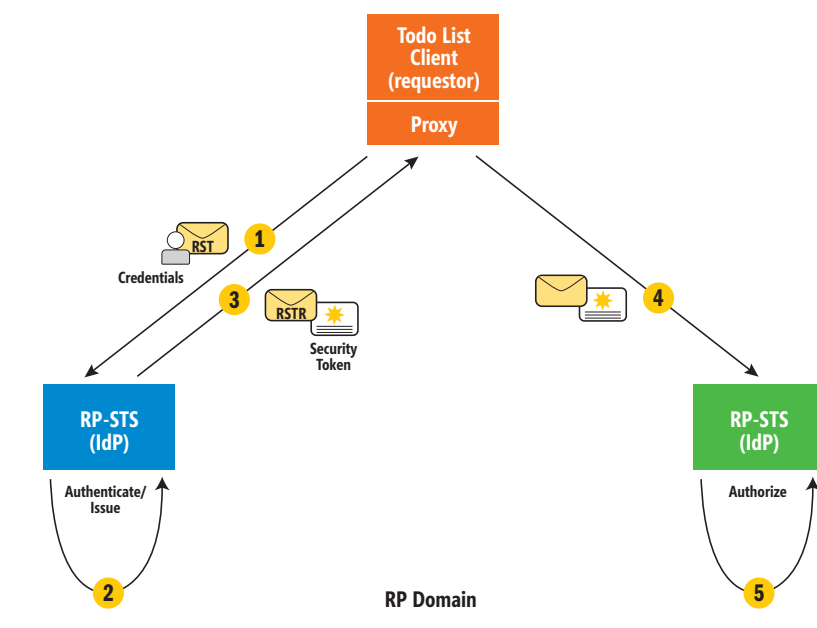 Todo List
Client
(requestor)
Proxy
RST
1
Credentials
3
RSTR
Security
Token
4
RP-STS
(IdP)
RP-STS
(IdP)
Authenticate/
Issue
Authorize
2
5
RP Domain